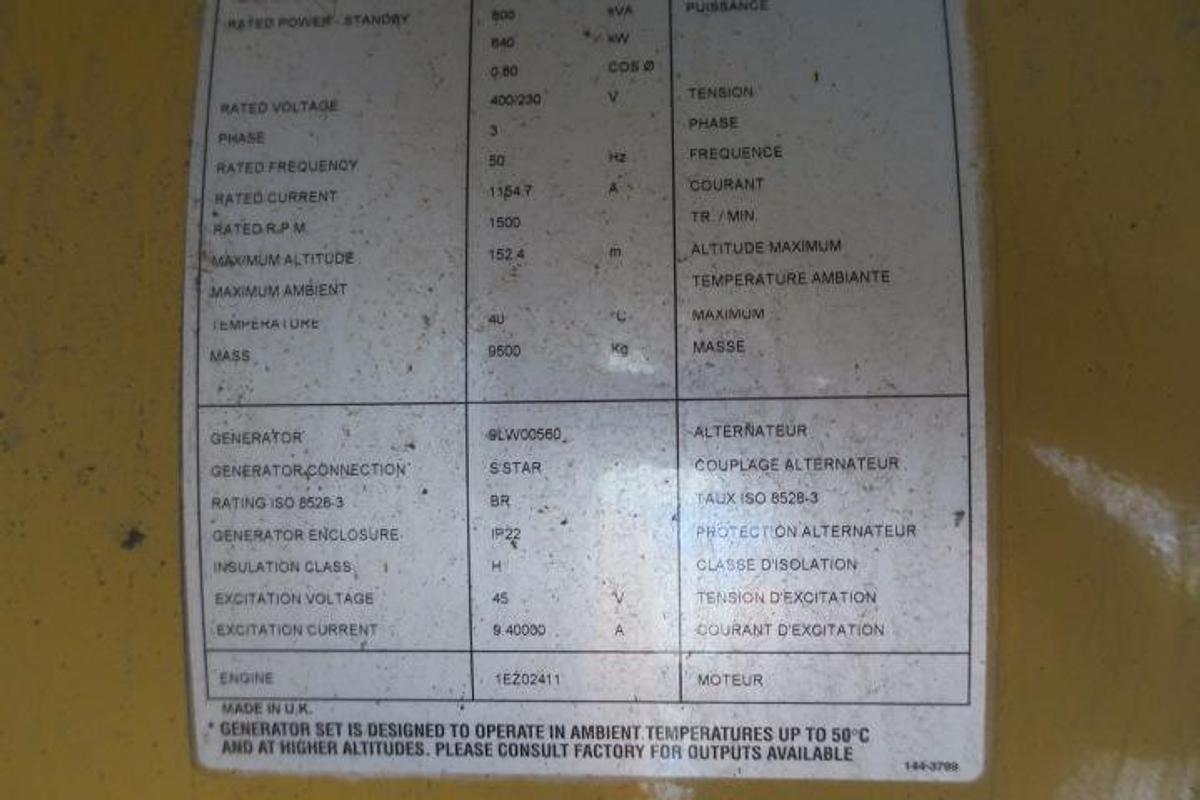 RATED POWER - STANDBY 800 kVA PUISSANCE
640 kW
0.80 COS Ø
RATED VOLTAGE 400/230 V TENSION
PHASE 3 PHASE
RATED FREQUENCY 50 Hz FREQUENCE
RATED CURRENT 1154.7 A COURANT
RATED R.P.M. 1500 TR. / MIN.
MAXIMUM ALTITUDE 152.4 m ALTITUDE MAXIMUM
MAXIMUM AMBIENT TEMPERATURE AMBIANTE
TEMPERATURE 40 °C MAXIMUM
MASS 9500 Kg MASSE
GENERATOR 9LW00560 ALTERNATEUR
GENERATOR CONNECTION S STAR COUPLAGE ALTERNATEUR
RATING ISO 8528-3 BR TAUX ISO 8528-3
GENERATOR ENCLOSURE IP22 PROTECTION ALTERNATEUR
INSULATION CLASS H CLASSE D'ISOLATION
EXCITATION VOLTAGE 45 V TENSION D'EXCITATION
EXCITATION CURRENT 9.40000 A COURANT D'EXCITATION
ENGINE 1EZ02411 MOTEUR
MADE IN U.K.
* GENERATOR SET IS DESIGNED TO OPERATE IN AMBIENT TEMPERATURES UP TO 50°C
AND AT HIGHER ALTITUDES. PLEASE CONSULT FACTORY FOR OUTPUTS AVAILABLE
144-3798